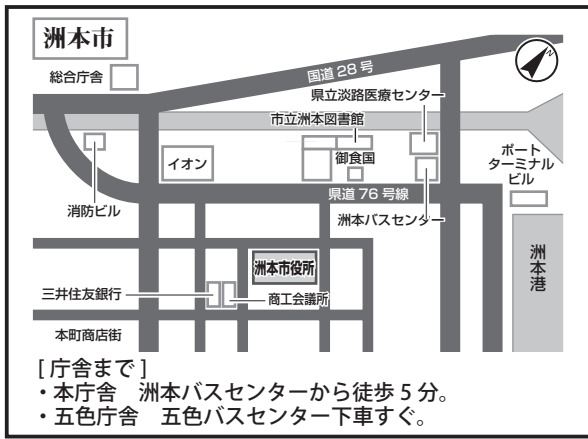 洲本市
総合庁舎
国道28号
県立淡路医療センター
市立洲本図書館
イオン
御食国
ポート
ターミナル
ビル
消防ビル
県道76号線
洲本バスセンター
洲本市役所
洲本港
三井住友銀行
商工会議所
本町商店街
[庁舎まで]
・本庁舎　洲本バスセンターから徒歩5分。
・五色庁舎　五色バスセンター下車すぐ。